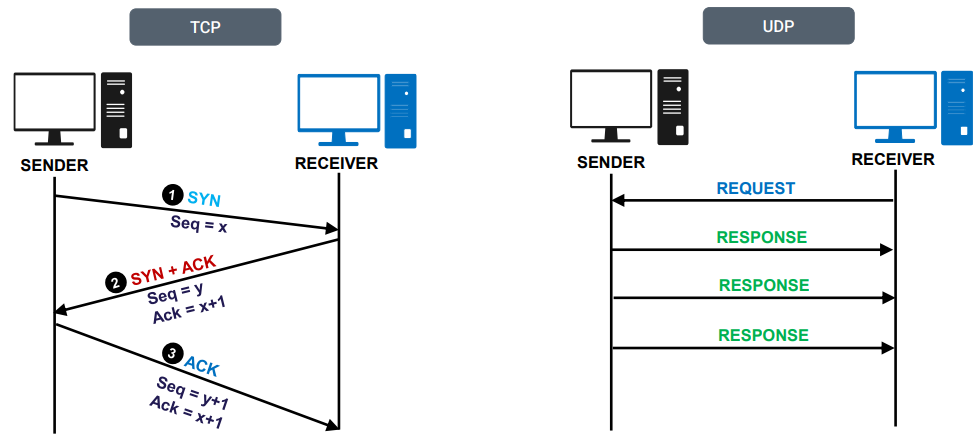 TCP
SENDER
RECEIVER
1 SYN
Seq = x
2 SYN + ACK
Seq = y
Ack = x+1
3 ACK
Seq = y+1
Ack = x+1
UDP
SENDER
RECEIVER
REQUEST
RESPONSE
RESPONSE
RESPONSE